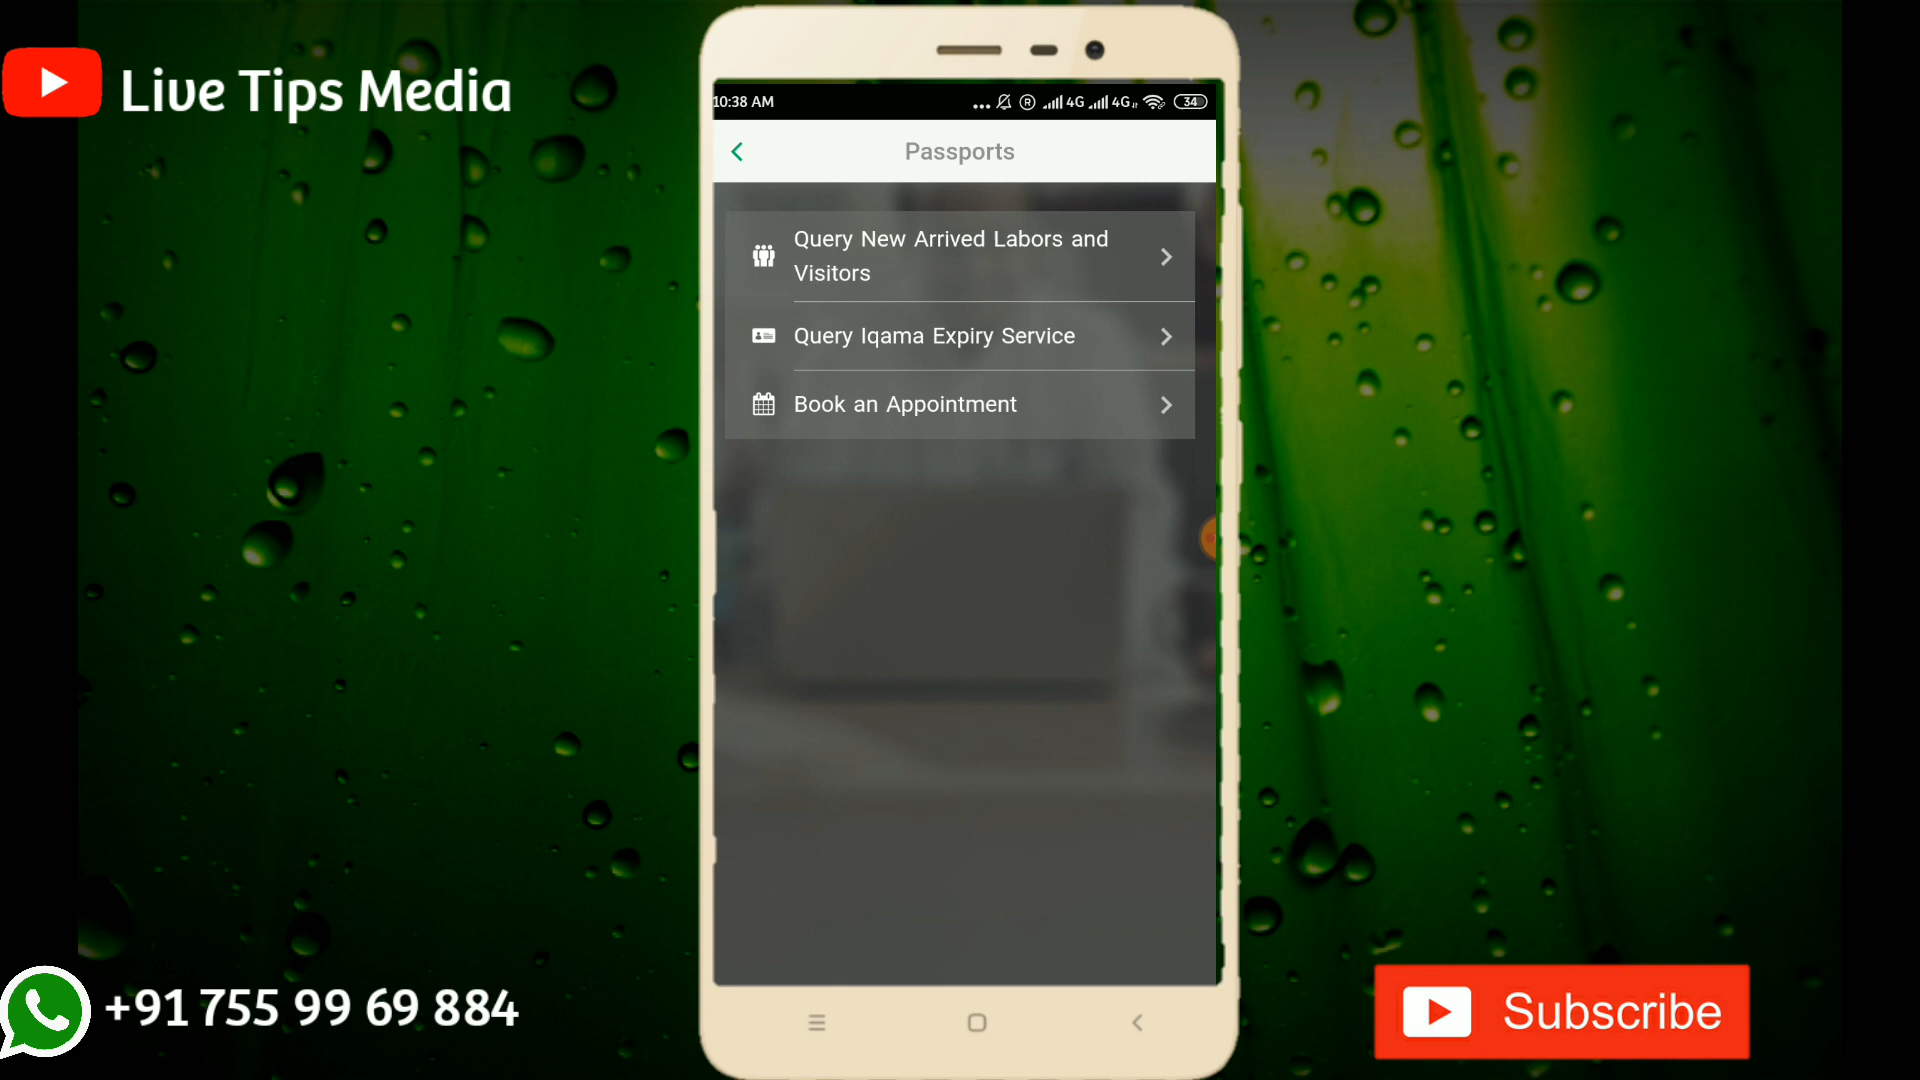 Live Tips Media
10:38 AM
4G 4G 34
Passports
Query New Arrived Labors and
Visitors
Query Iqama Expiry Service
Book an Appointment
+91 755 99 69 884
Subscribe